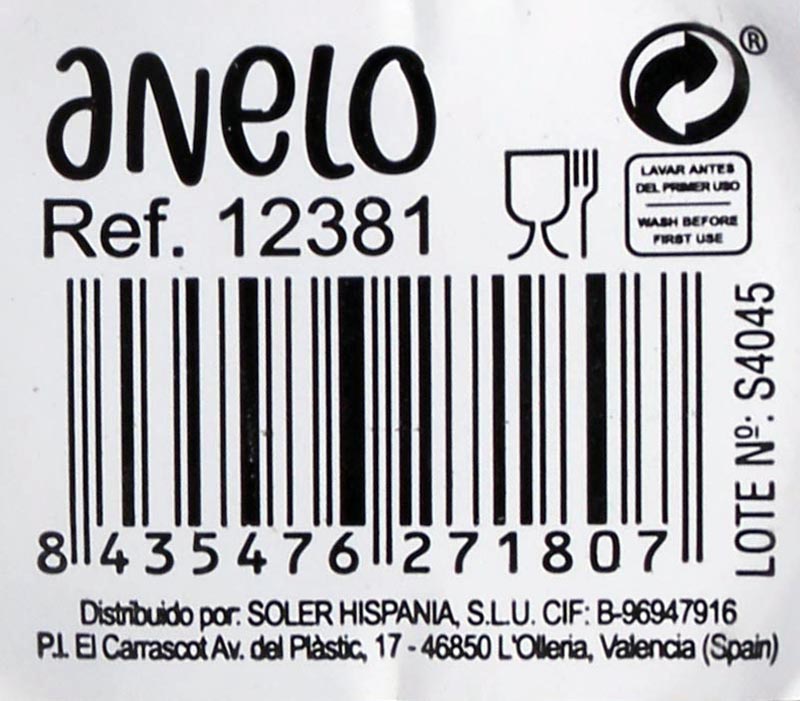 anelo
®
Ref. 12381
LAVAR ANTES
DEL PRIMER USO
WASH BEFORE
FIRST USE
LOTE Nº: S4045
8 435476 271807
Distribuido por: SOLER HISPANIA, S.L.U. CIF: B-96947916
P.I. El Carrascot Av. del Plàstic, 17 - 46850 L'Olleria, Valencia (Spain)